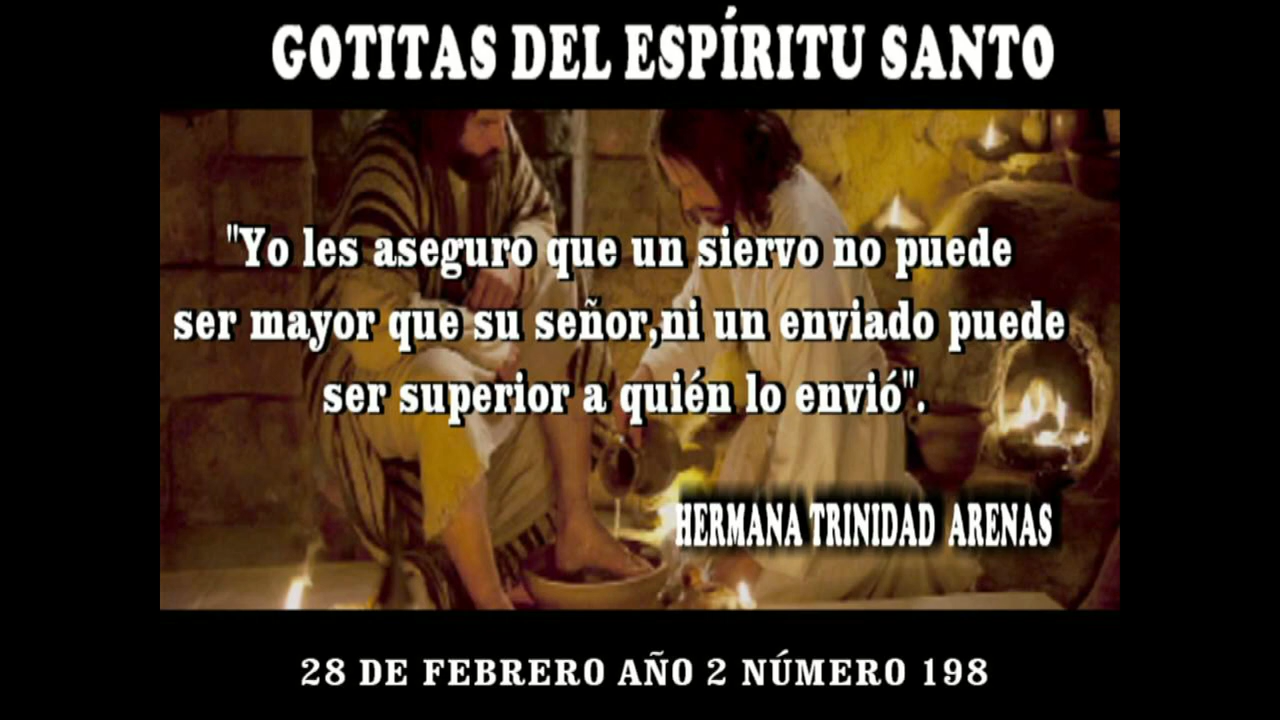 GOTITAS DEL ESPÍRITU SANTO
"Yo les aseguro que un siervo no puede
ser mayor que su señor,ni un enviado puede
ser superior a quién lo envió".
HERMANA TRINIDAD ARENAS
28 DE FEBRERO AÑO 2 NÚMERO 198